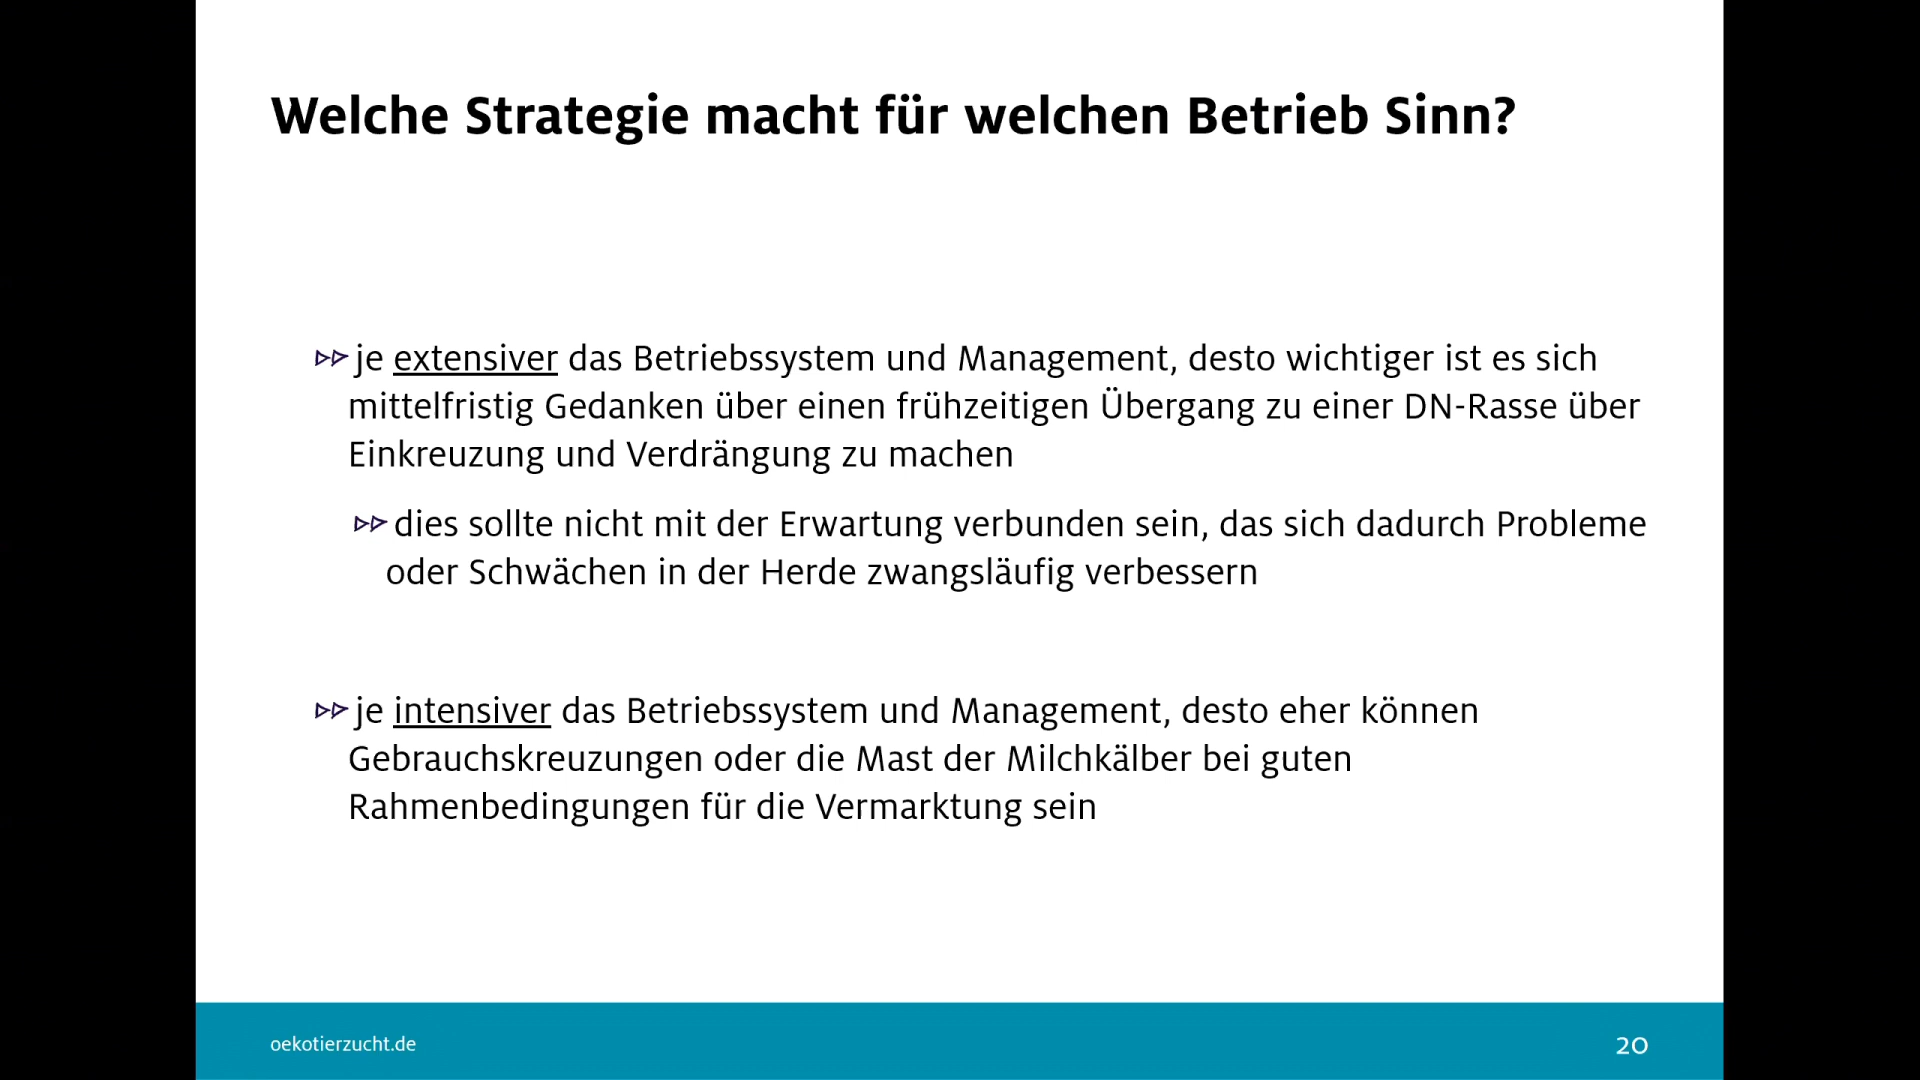 Welche Strategie macht für welchen Betrieb Sinn?
je extensiver das Betriebssystem und Management, desto wichtiger ist es sich
mittelfristig Gedanken über einen frühzeitigen Übergang zu einer DN-Rasse über
Einkreuzung und Verdrängung zu machen
dies sollte nicht mit der Erwartung verbunden sein, das sich dadurch Probleme
oder Schwächen in der Herde zwangsläufig verbessern
je intensiver das Betriebssystem und Management, desto eher können
Gebrauchskreuzungen oder die Mast der Milchkälber bei guten
Rahmenbedingungen für die Vermarktung sein
oekotierzucht.de
20